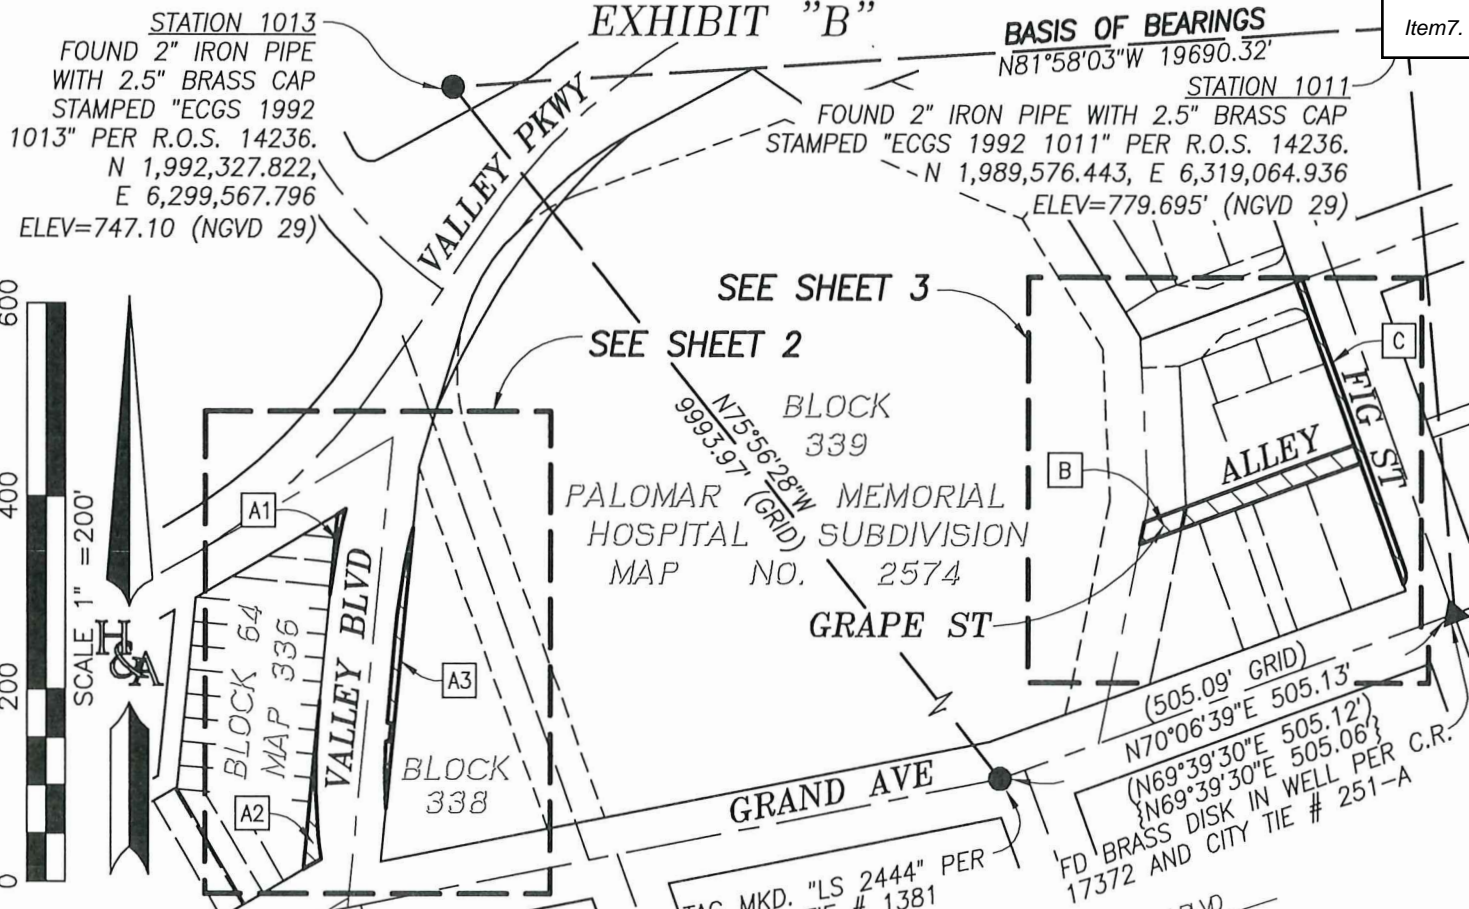 EXHIBIT "B"
Item7.
STATION 1013
FOUND 2" IRON PIPE
WITH 2.5" BRASS CAP
STAMPED "ECGS 1992
1013" PER R.O.S. 14236.
N 1,992,327.822,
E 6,299,567.796
ELEV=747.10 (NGVD 29)
BASIS OF BEARINGS
N81°58'03"W 19690.32'
STATION 1011
FOUND 2" IRON PIPE WITH 2.5" BRASS CAP
STAMPED "ECGS 1992 1011" PER R.O.S. 14236.
N 1,989,576.443, E 6,319,064.936
ELEV=779.695' (NGVD 29)
VALLEY PKWY
SEE SHEET 3
SEE SHEET 2
N75°56'28"W
9993.97' (GRID)
BLOCK
339
PALOMAR MEMORIAL
HOSPITAL SUBDIVISION
MAP NO. 2574
C
FIG ST
ALLEY
B
GRAPE ST
600
400
200
0
SCALE 1" =200'
H&A
A1
BLOCK 64
MAP 336
VALLEY BLVD
A3
A2
BLOCK
338
GRAND AVE
(505.09' GRID)
N70°06'39"E 505.13'
(N69°39'30"E 505.12')
{N69°39'30"E 505.06'}
FD BRASS DISK IN WELL PER C.R.
17372 AND CITY TIE # 251-A
TAG MKD. "LS 2444" PER
# 1381